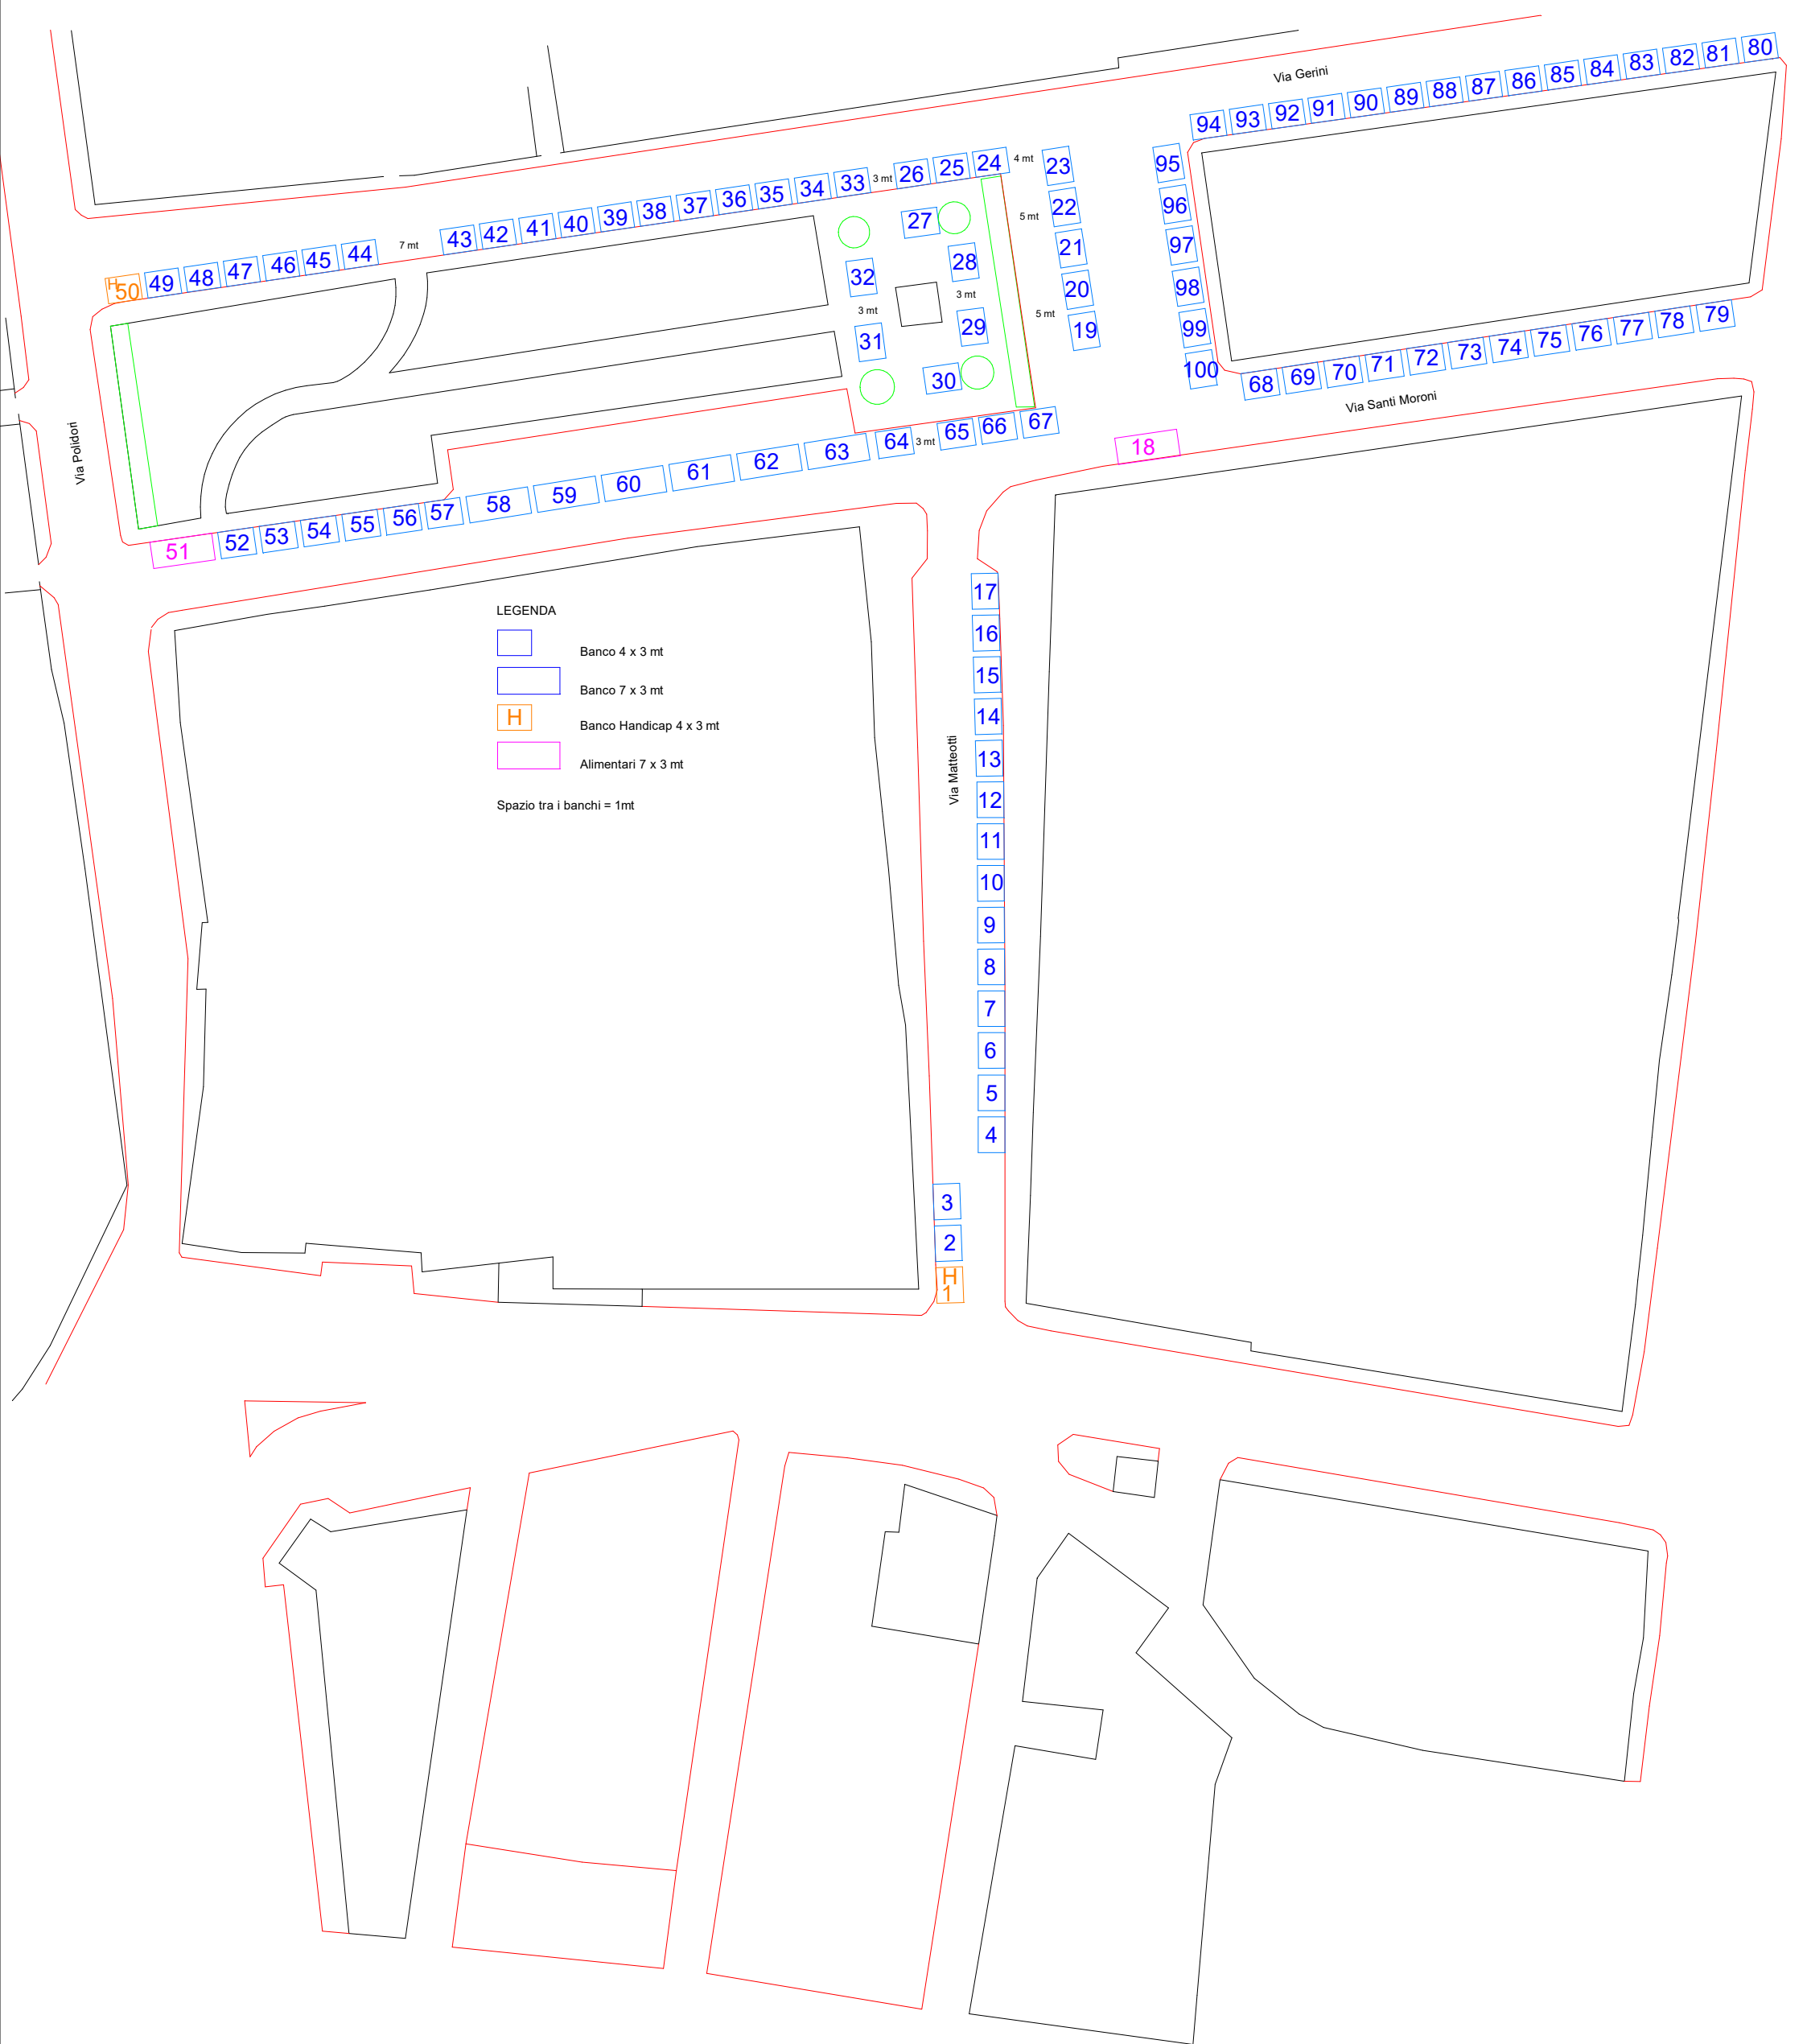 Via Gerini
94 93 92 91 90 89 88 87 86 85 84 83 82 81 80
43 42 41 40 39 38 37 36 35 34 33 3 mt 26 25 24 4 mt 23
H 50 49 48 47 46 45 44 7 mt
27
22
5 mt
21
32
28
3 mt
20
3 mt
5 mt
31
29
19
30
95
96
97
98
99
100
68 69 70 71 72 73 74 75 76 77 78 79
Via Santi Moroni
Via Polidori
51 52 53 54 55 56 57 58 59 60 61 62 63 64 3 mt 65 66 67
18
LEGENDA
Banco 4 x 3 mt
Banco 7 x 3 mt
H Banco Handicap 4 x 3 mt
Alimentari 7 x 3 mt
Spazio tra i banchi = 1mt
Via Matteotti
17
16
15
14
13
12
11
10
9
8
7
6
5
4
3
2
H
1